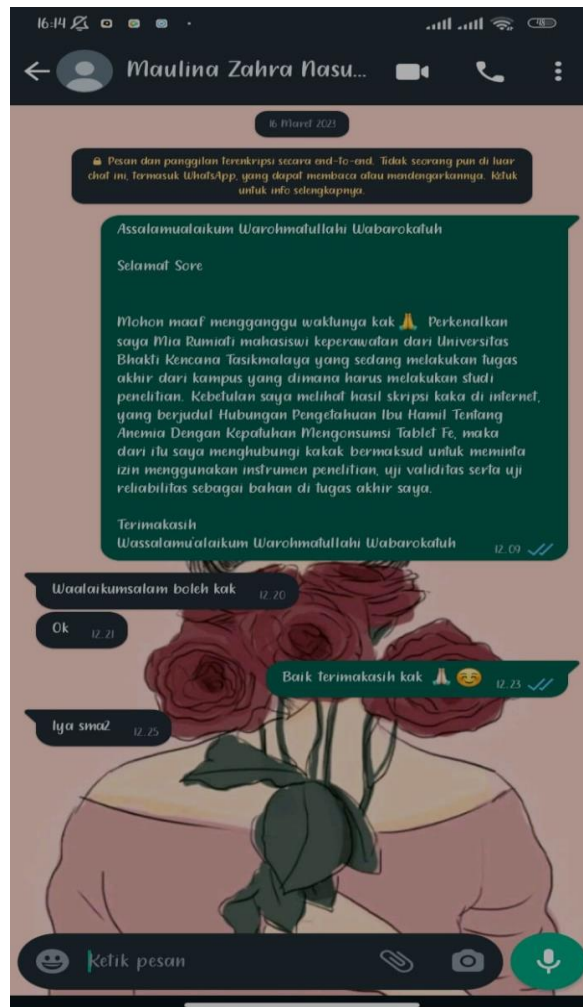 16:14
48
Maulina Zahra Nasu...
16 Maret 2023
Pesan dan panggilan terenkripsi secara end-to-end. Tidak seorang pun di luar
chat ini, termasuk WhatsApp, yang dapat membaca atau mendengarkannya. Ketuk
untuk info selengkapnya.
Assalamualaikum Warohmatullahi Wabarokatuh
Selamat Sore
Mohon maaf mengganggu waktunya kak 🙏 Perkenalkan
saya Mia Rumiati mahasiswi keperawatan dari Universitas
Bhakti Kencana Tasikmalaya yang sedang melakukan tugas
akhir dari kampus yang dimana harus melakukan studi
penelitian. Kebetulan saya melihat hasil skripsi kaka di internet,
yang berjudul Hubungan Pengetahuan Ibu Hamil Tentang
Anemia Dengan Kepatuhan Mengonsumsi Tablet Fe, maka
dari itu saya menghubungi kakak bermaksud untuk meminta
izin menggunakan instrumen penelitian, uji validitas serta uji
reliabilitas sebagai bahan di tugas akhir saya.
Terimakasih
Wassalamu'alaikum Warohmatullahi Wabarokatuh 12.09
Waalaikumsalam boleh kak 12.20
Ok 12.21
Baik terimakasih kak 🙏🏻 ☺️ 12.23
Iya sma2 12.25
Ketik pesan